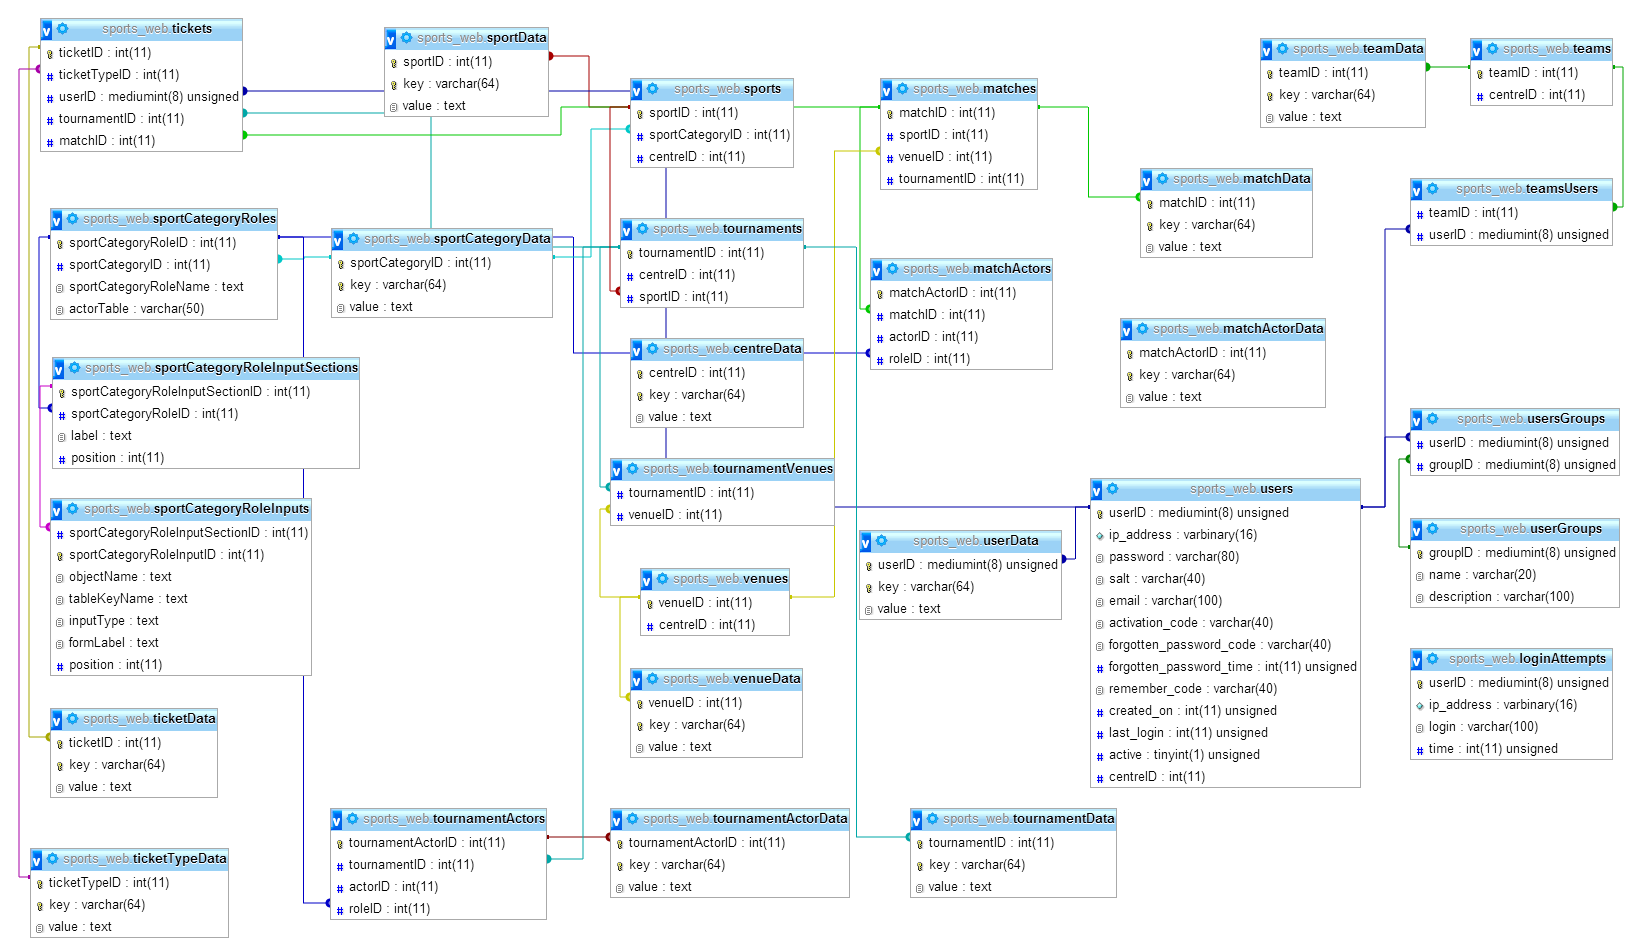 sports_web.tickets
ticketID : int(11)
ticketTypeID : int(11)
userID : mediumint(8) unsigned
tournamentID : int(11)
matchID : int(11)
sports_web.sportData
sportID : int(11)
key : varchar(64)
value : text
sports_web.sports
sportID : int(11)
sportCategoryID : int(11)
centreID : int(11)
sports_web.matches
matchID : int(11)
sportID : int(11)
venueID : int(11)
tournamentID : int(11)
sports_web.teamData
teamID : int(11)
key : varchar(64)
value : text
sports_web.teams
teamID : int(11)
centreID : int(11)
sports_web.matchData
matchID : int(11)
key : varchar(64)
value : text
sports_web.teamsUsers
teamID : int(11)
userID : mediumint(8) unsigned
sports_web.sportCategoryRoles
sportCategoryRoleID : int(11)
sportCategoryID : int(11)
sportCategoryRoleName : text
actorTable : varchar(50)
sports_web.sportCategoryData
sportCategoryID : int(11)
key : varchar(64)
value : text
sports_web.tournaments
tournamentID : int(11)
centreID : int(11)
sportID : int(11)
sports_web.matchActors
matchActorID : int(11)
matchID : int(11)
actorID : int(11)
roleID : int(11)
sports_web.matchActorData
matchActorID : int(11)
key : varchar(64)
value : text
sports_web.sportCategoryRoleInputSections
sportCategoryRoleInputSectionID : int(11)
sportCategoryRoleID : int(11)
label : text
position : int(11)
sports_web.centreData
centreID : int(11)
key : varchar(64)
value : text
sports_web.usersGroups
userID : mediumint(8) unsigned
groupID : mediumint(8) unsigned
sports_web.tournamentVenues
tournamentID : int(11)
venueID : int(11)
sports_web.users
userID : mediumint(8) unsigned
ip_address : varbinary(16)
password : varchar(80)
salt : varchar(40)
email : varchar(100)
activation_code : varchar(40)
forgotten_password_code : varchar(40)
forgotten_password_time : int(11) unsigned
remember_code : varchar(40)
created_on : int(11) unsigned
last_login : int(11) unsigned
active : tinyint(1) unsigned
centreID : int(11)
sports_web.sportCategoryRoleInputs
sportCategoryRoleInputSectionID : int(11)
sportCategoryRoleInputID : int(11)
objectName : text
tableKeyName : text
inputType : text
formLabel : text
position : int(11)
sports_web.userData
userID : mediumint(8) unsigned
key : varchar(64)
value : text
sports_web.userGroups
groupID : mediumint(8) unsigned
name : varchar(20)
description : varchar(100)
sports_web.venues
venueID : int(11)
centreID : int(11)
sports_web.venueData
venueID : int(11)
key : varchar(64)
value : text
sports_web.loginAttempts
userID : mediumint(8) unsigned
ip_address : varbinary(16)
login : varchar(100)
time : int(11) unsigned
sports_web.ticketData
ticketID : int(11)
key : varchar(64)
value : text
sports_web.tournamentActors
tournamentActorID : int(11)
tournamentID : int(11)
actorID : int(11)
roleID : int(11)
sports_web.tournamentActorData
tournamentActorID : int(11)
key : varchar(64)
value : text
sports_web.tournamentData
tournamentID : int(11)
key : varchar(64)
value : text
sports_web.ticketTypeData
ticketTypeID : int(11)
key : varchar(64)
value : text